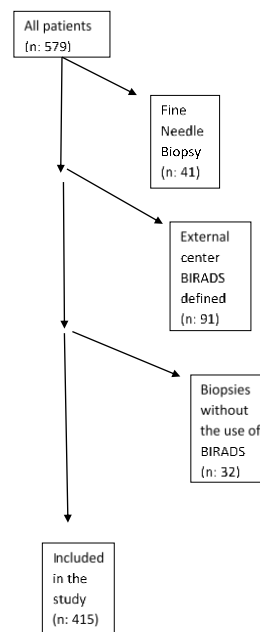 All patients
(n: 579)
Fine
Needle
Biopsy
(n: 41)
External
center
BIRADS
defined
(n: 91)
Biopsies
without
the use of
BIRADS
(n: 32)
Included
in the
study
(n: 415)